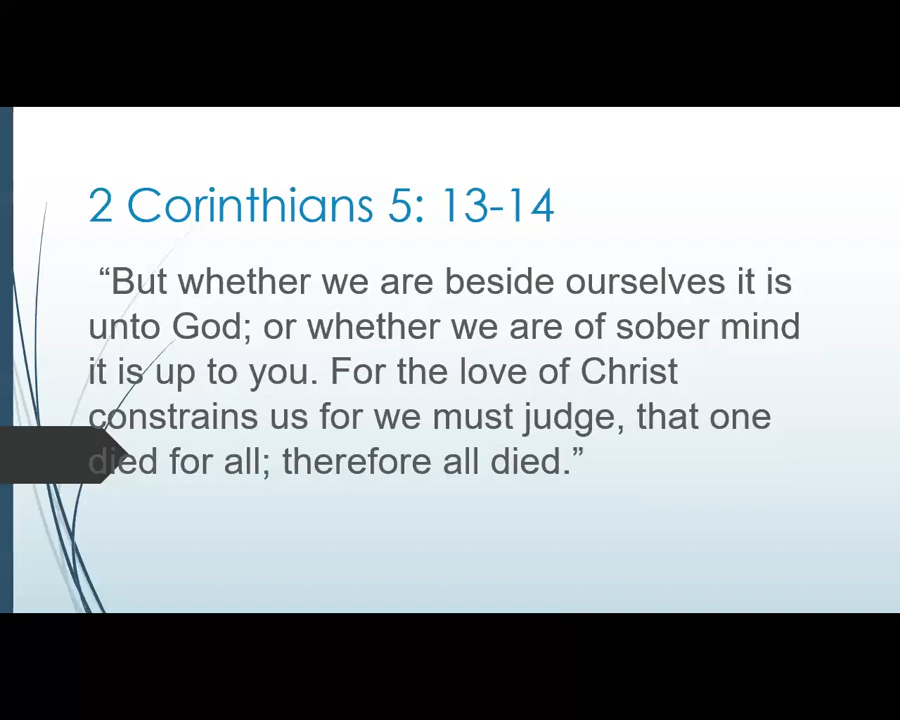 2 Corinthians 5: 13-14
“But whether we are beside ourselves it is
unto God; or whether we are of sober mind
it is up to you. For the love of Christ
constrains us for we must judge, that one
died for all; therefore all died.”